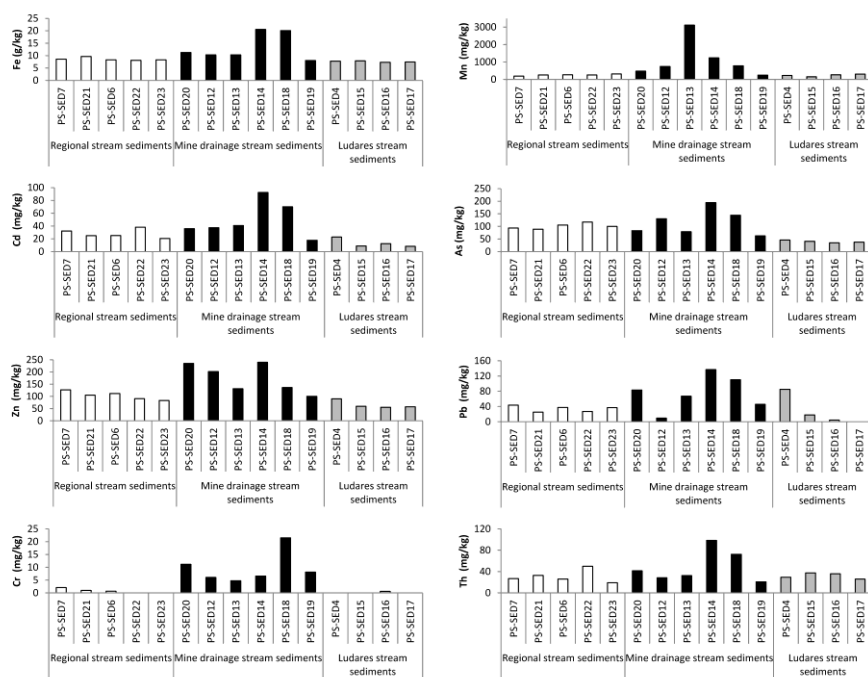 Fe (g/kg)
25
20
15
10
5
0
PS-SED7
PS-SED21
PS-SED6
PS-SED22
PS-SED23
PS-SED20
PS-SED12
PS-SED13
PS-SED14
PS-SED18
PS-SED19
PS-SED4
PS-SED15
PS-SED16
PS-SED17
Regional stream sediments
Mine drainage stream sediments
Ludares stream
sediments
Mn (mg/kg)
3000
2000
1000
0
PS-SED7
PS-SED21
PS-SED6
PS-SED22
PS-SED23
PS-SED20
PS-SED12
PS-SED13
PS-SED14
PS-SED18
PS-SED19
PS-SED4
PS-SED15
PS-SED16
PS-SED17
Regional stream sediments
Mine drainage stream
sediments
Ludares stream
sediments
Cd (mg/kg)
100
80
60
40
20
0
PS-SED7
PS-SED21
PS-SED6
PS-SED22
PS-SED23
PS-SED20
PS-SED12
PS-SED13
PS-SED14
PS-SED18
PS-SED19
PS-SED4
PS-SED15
PS-SED16
PS-SED17
Regional stream sediments
Mine drainage stream
sediments
Ludares stream
sediments
As (mg/kg)
200
150
100
50
0
PS-SED7
PS-SED21
PS-SED6
PS-SED22
PS-SED23
PS-SED20
PS-SED12
PS-SED13
PS-SED14
PS-SED18
PS-SED19
PS-SED4
PS-SED15
PS-SED16
PS-SED17
Regional stream sediments
Mine drainage stream
sediments
Ludares stream
sediments
Zn (mg/kg)
250
200
150
100
50
0
PS-SED7
PS-SED21
PS-SED6
PS-SED22
PS-SED23
PS-SED20
PS-SED12
PS-SED13
PS-SED14
PS-SED18
PS-SED19
PS-SED4
PS-SED15
PS-SED16
PS-SED17
Regional stream sediments
Mine drainage stream
sediments
Ludares stream
sediments
Pb (mg/kg)
160
120
80
40
0
PS-SED7
PS-SED21
PS-SED6
PS-SED22
PS-SED23
PS-SED20
PS-SED12
PS-SED13
PS-SED14
PS-SED18
PS-SED19
PS-SED4
PS-SED15
PS-SED16
PS-SED17
Regional stream sediments
Mine drainage stream
sediments
Ludares stream
sediments
Cr (mg/kg)
25
20
15
10
5
0
PS-SED7
PS-SED21
PS-SED6
PS-SED22
PS-SED23
PS-SED20
PS-SED12
PS-SED13
PS-SED14
PS-SED18
PS-SED19
PS-SED4
PS-SED15
PS-SED16
PS-SED17
Regional stream sediments
Mine drainage stream sediments
Ludares stream
sediments
Th (mg/kg)
120
80
40
0
PS-SED7
PS-SED21
PS-SED6
PS-SED22
PS-SED23
PS-SED20
PS-SED12
PS-SED13
PS-SED14
PS-SED18
PS-SED19
PS-SED4
PS-SED15
PS-SED16
PS-SED17
Regional stream sediments
Mine drainage stream sediments
Ludares stream
sediments